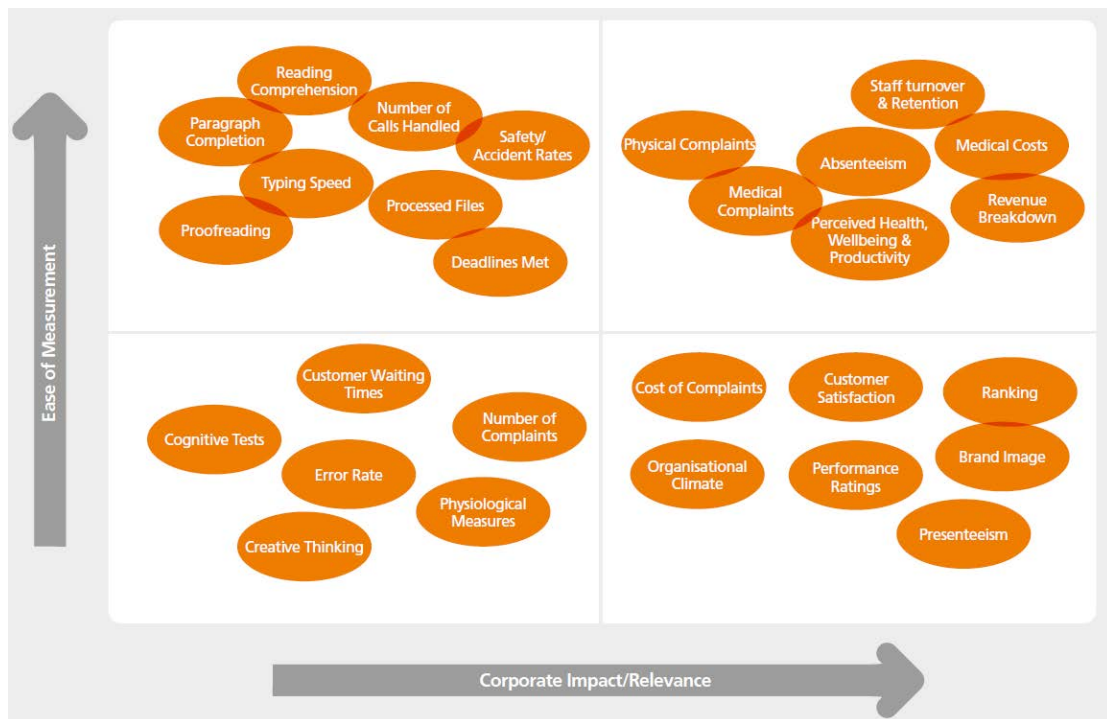 Reading
Comprehension
Number of
Calls Handled
Paragraph
Completion
Safety/
Accident Rates
Typing Speed
Processed Files
Proofreading
Deadlines Met
Staff turnover
& Retention
Physical Complaints
Absenteeism
Medical Costs
Medical
Complaints
Revenue
Breakdown
Perceived Health,
Wellbeing &
Productivity
Ease of Measurement
Customer Waiting
Times
Cognitive Tests
Number of
Complaints
Error Rate
Physiological
Measures
Creative Thinking
Cost of Complaints
Customer
Satisfaction
Ranking
Organisational
Climate
Performance
Ratings
Brand Image
Presenteeism
Corporate Impact/Relevance